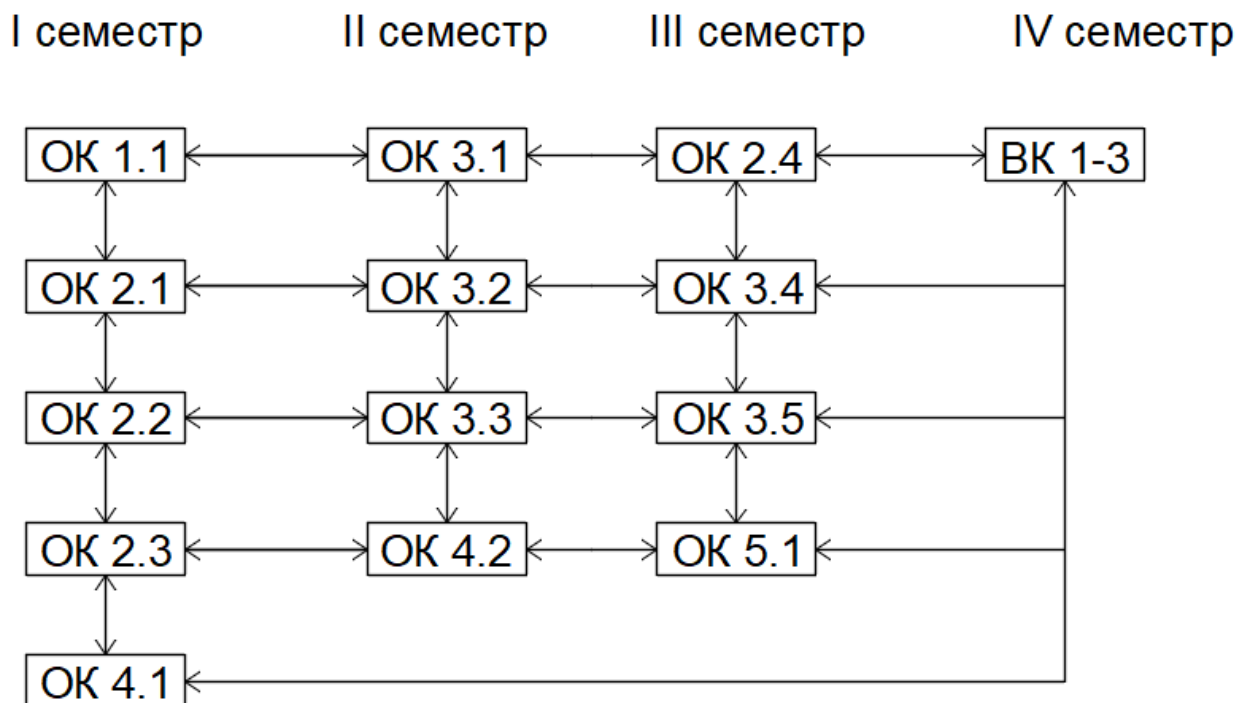 I семестр II семестр III семестр IV семестр
ОК 1.1 ОК 3.1 ОК 2.4 ВК 1-3
ОК 2.1 ОК 3.2 ОК 3.4
ОК 2.2 ОК 3.3 ОК 3.5
ОК 2.3 ОК 4.2 ОК 5.1
ОК 4.1